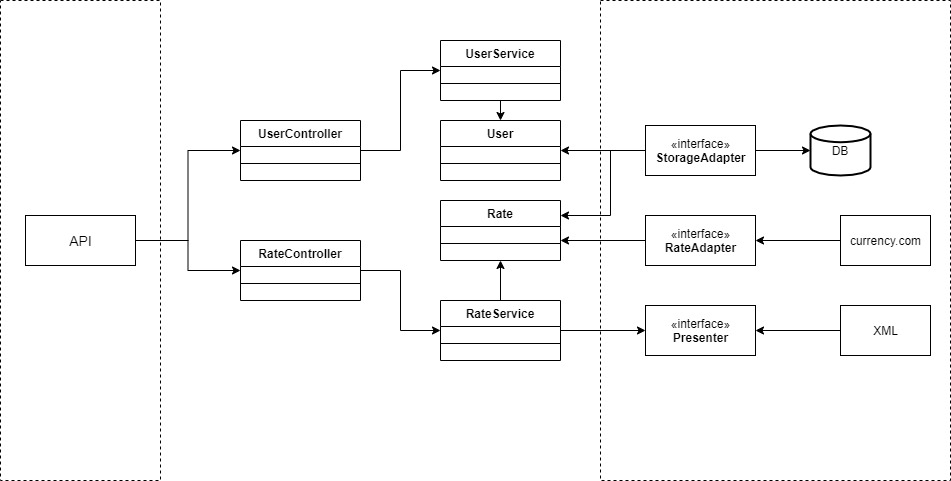 UserService
UserController
User
«interface»
StorageAdapter
DB
API
Rate
«interface»
RateAdapter
currency.com
RateController
RateService
«interface»
Presenter
XML